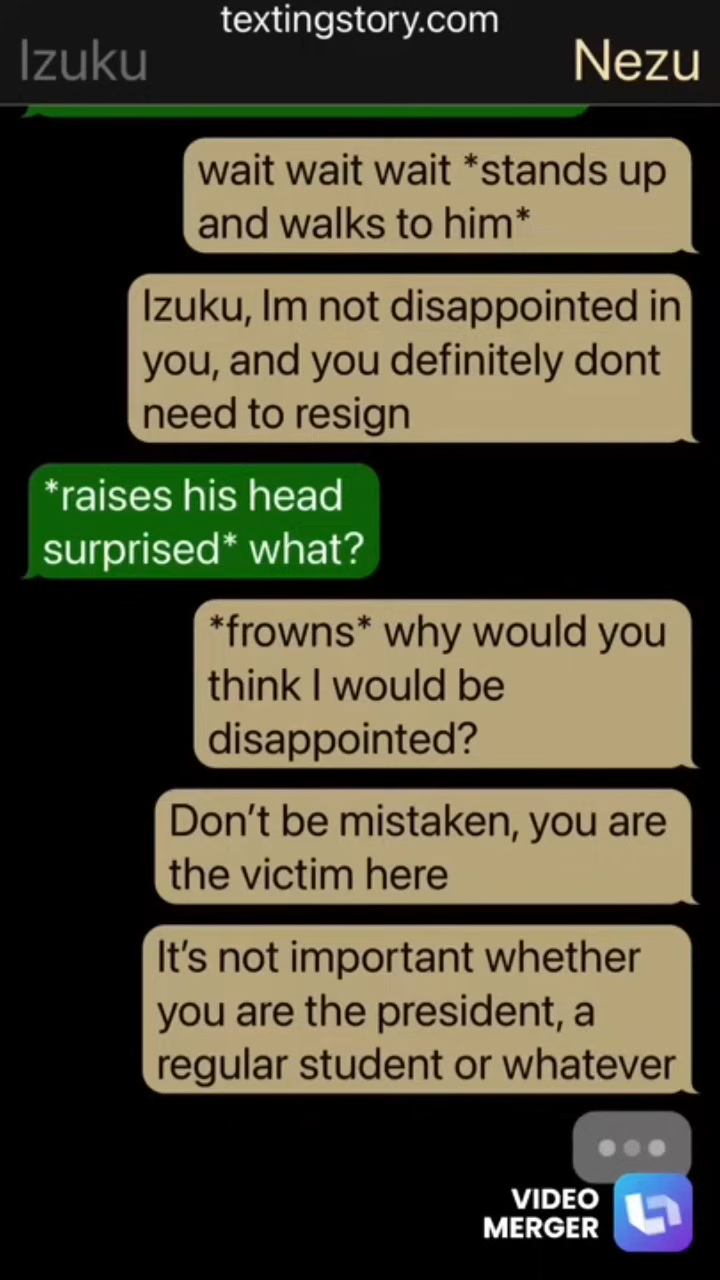 textingstory.com
Izuku
Nezu
wait wait wait *stands up
and walks to him*
Izuku, Im not disappointed in
you, and you definitely dont
need to resign
*raises his head
surprised* what?
*frowns* why would you
think I would be
disappointed?
Don't be mistaken, you are
the victim here
It's not important whether
you are the president, a
regular student or whatever
VIDEO
MERGER